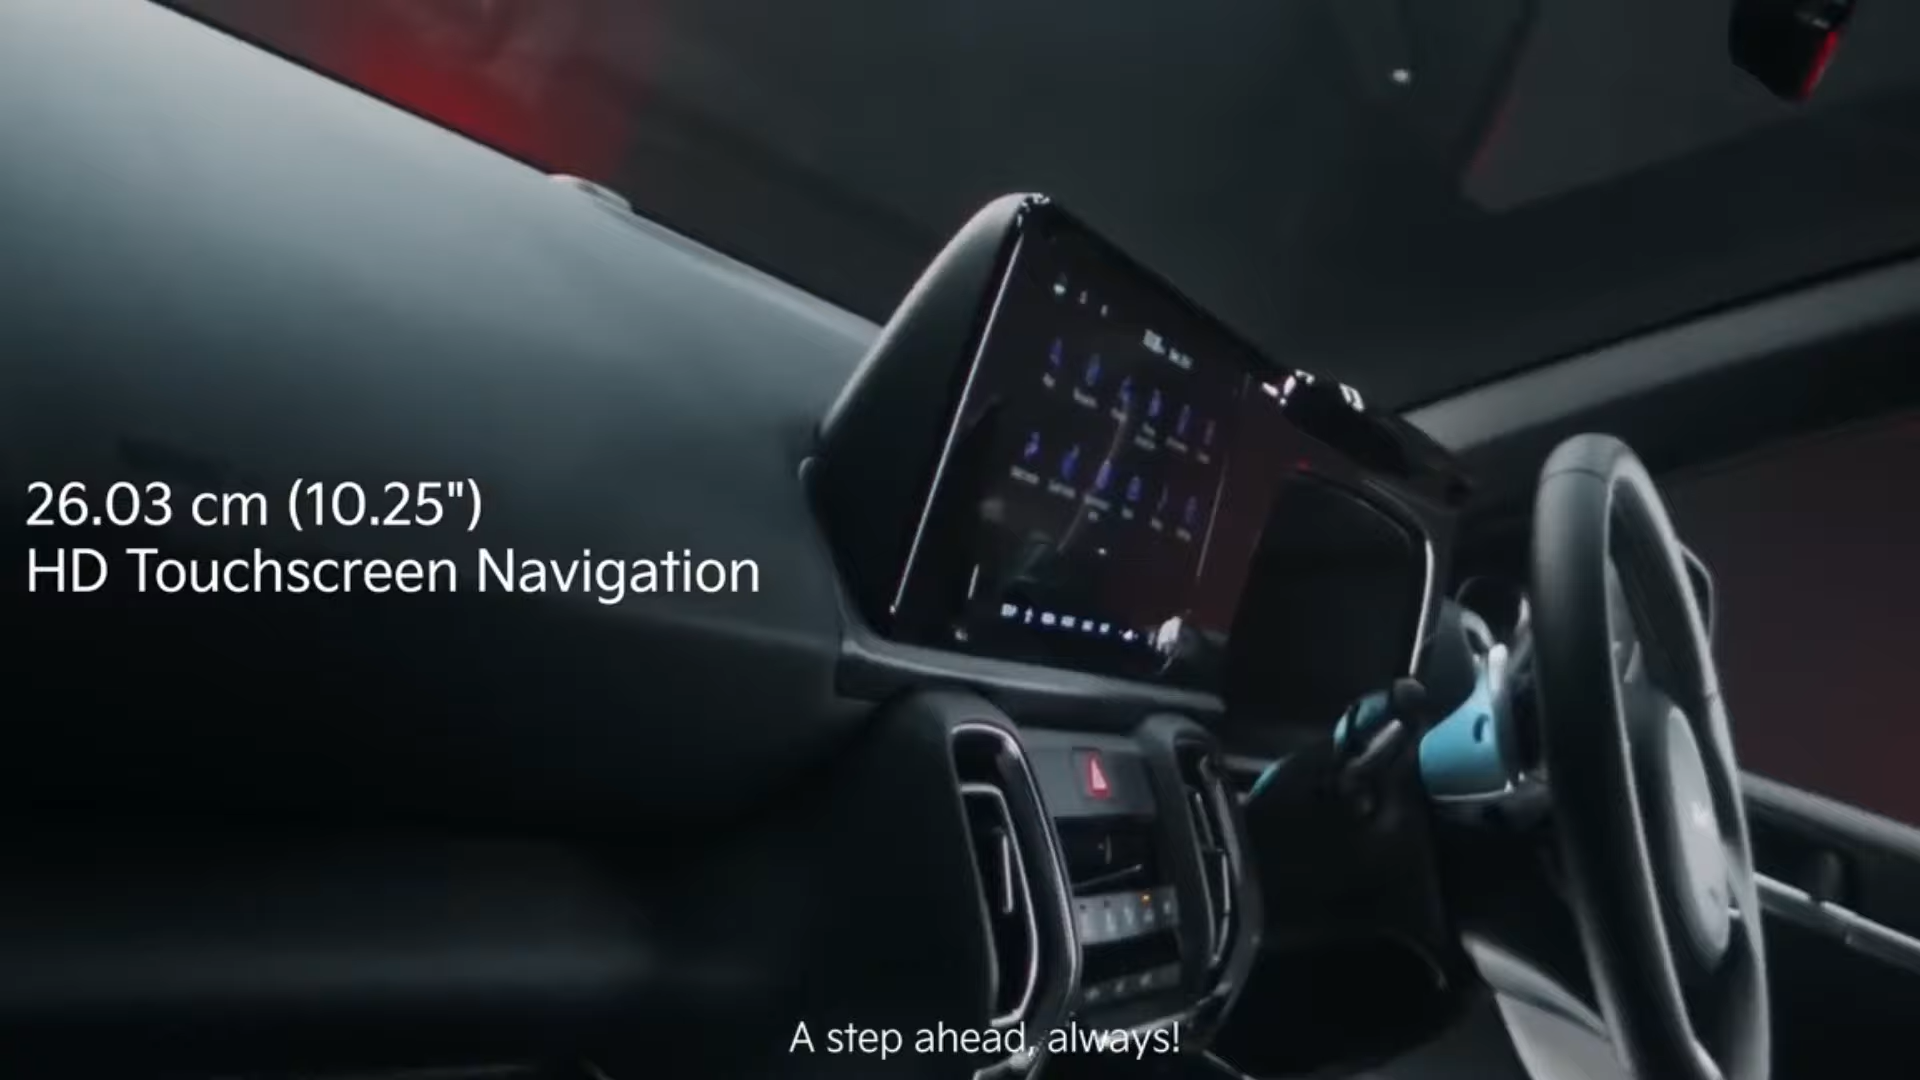 26.03 cm (10.25")
HD Touchscreen Navigation
A step ahead, always!